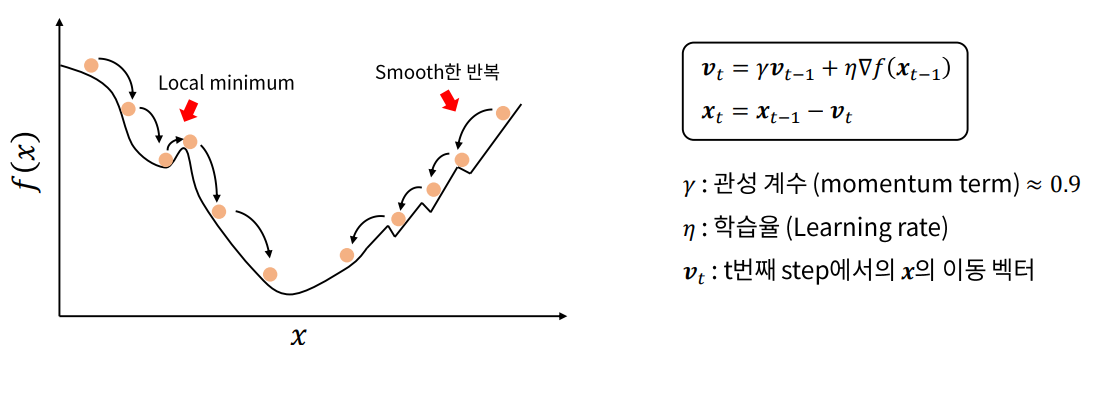 f(x)
Local minimum
Smooth한 반복
x
v_t = γv_{t−1} + η∇f(x_{t−1})
x_t = x_{t−1} − v_t
γ : 관성 계수 (momentum term) ≈ 0.9
η : 학습율 (Learning rate)
v_t : t번째 step에서의 x의 이동 벡터